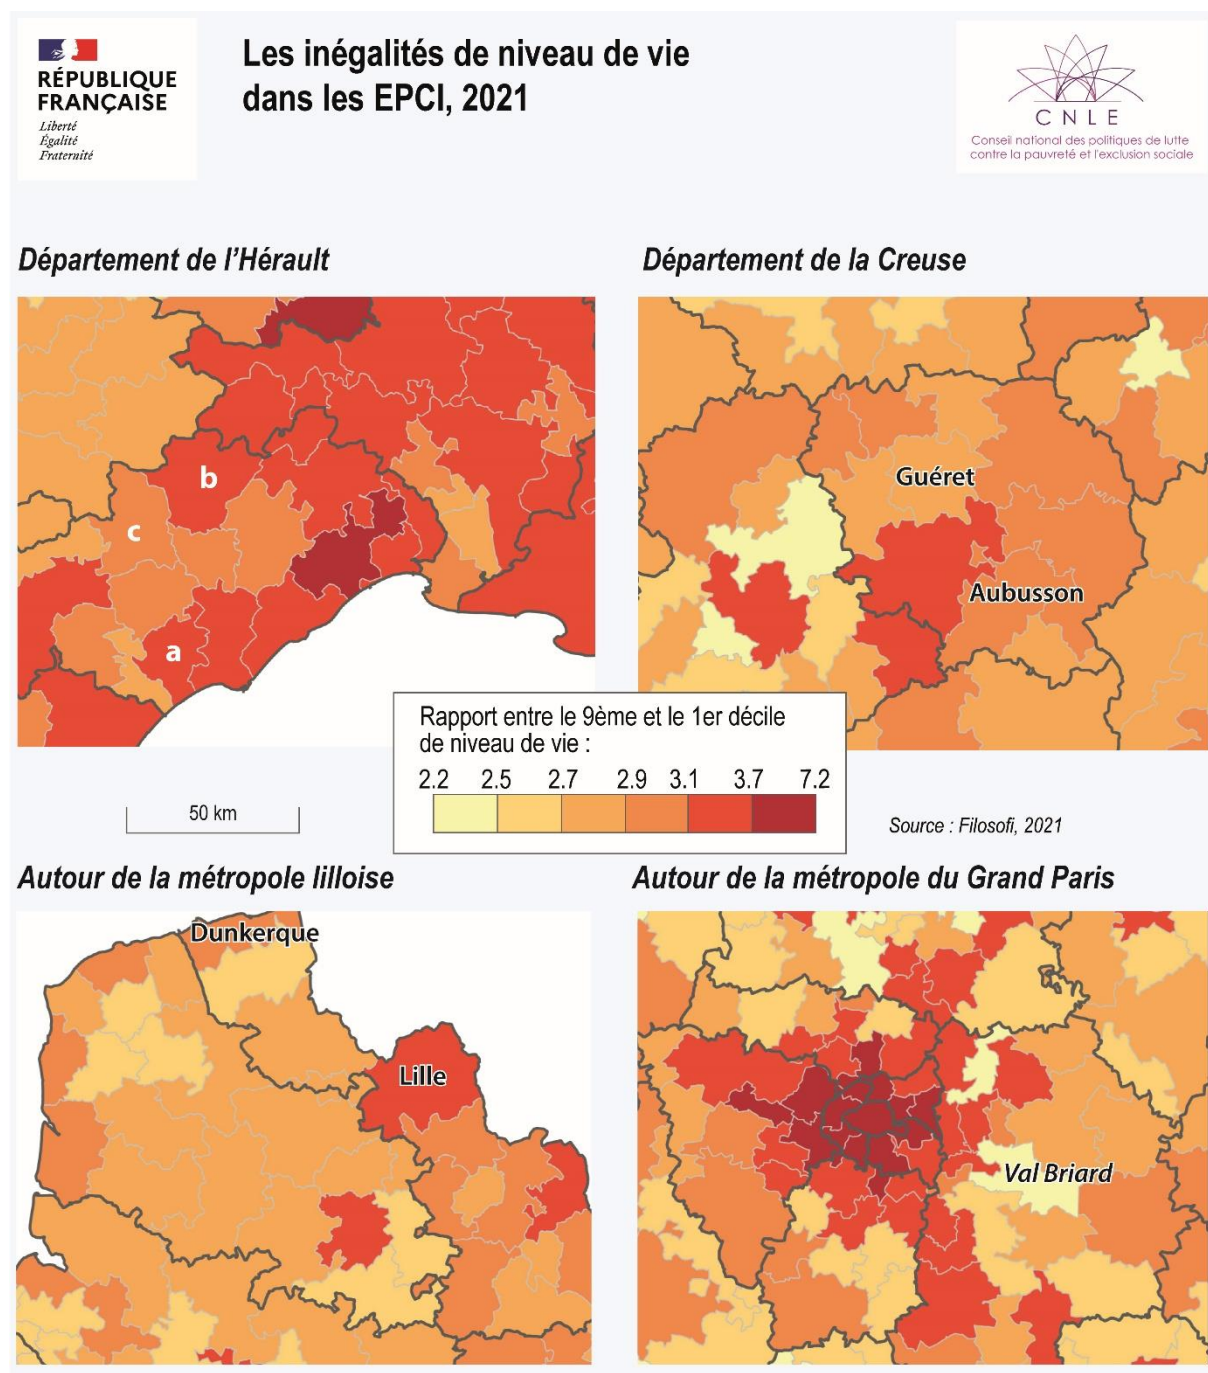 RÉPUBLIQUE
FRANÇAISE
Liberté
Égalité
Fraternité
Les inégalités de niveau de vie
dans les EPCI, 2021
CNLE
Conseil national des politiques de lutte
contre la pauvreté et l'exclusion sociale
Département de l'Hérault
Département de la Creuse
b
c
a
Guéret
Aubusson
Rapport entre le 9ème et le 1er décile
de niveau de vie :
2.2 2.5 2.7 2.9 3.1 3.7 7.2
50 km
Source : Filosofi, 2021
Autour de la métropole lilloise
Autour de la métropole du Grand Paris
Dunkerque
Lille
Val Briard